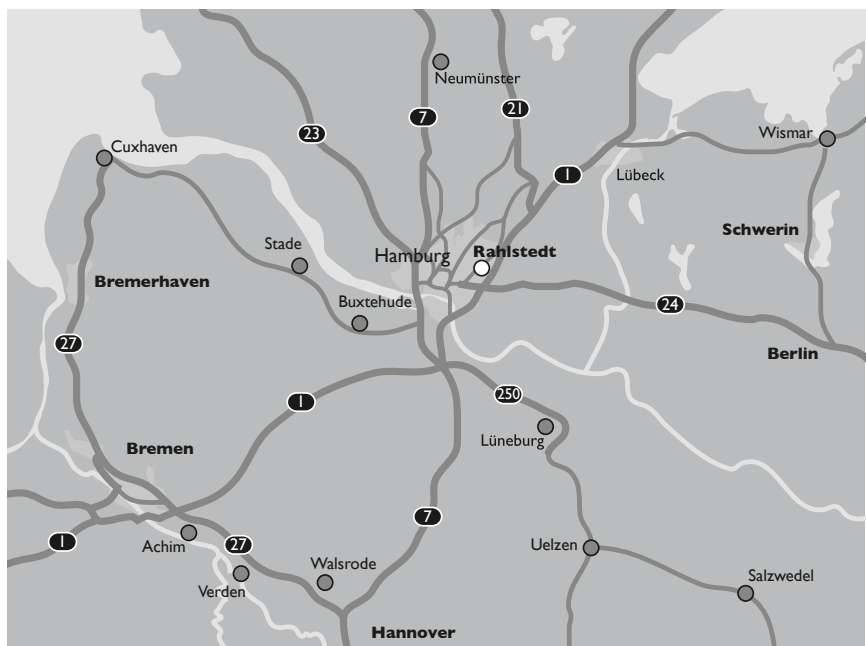 Neumünster
21
7
23
Wismar
Cuxhaven
1
Lübeck
Schwerin
Stade
Hamburg
Rahlstedt
Bremerhaven
Buxtehude
24
27
Berlin
250
1
Lüneburg
Bremen
7
1
Achim
27
Uelzen
Walsrode
Salzwedel
Verden
Hannover